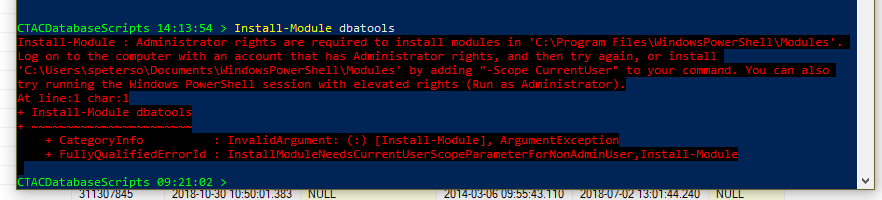 CTACDatabaseScripts 14:13:54 > Install-Module dbatools
Install-Module : Administrator rights are required to install modules in 'C:\Program Files\WindowsPowerShell\Modules'.
Log on to the computer with an account that has Administrator rights, and then try again, or install
'C:\Users\speterso\Documents\WindowsPowerShell\Modules' by adding "-Scope CurrentUser" to your command. You can also
try running the Windows PowerShell session with elevated rights (Run as Administrator).
At line:1 char:1
+ Install-Module dbatools
+ ~~~~~~~~~~~~~~~~~~~~~~~
+ CategoryInfo : InvalidArgument: (:) [Install-Module], ArgumentException
+ FullyQualifiedErrorId : InstallModuleNeedsCurrentUserScopeParameterForNonAdminUser,Install-Module
CTACDatabaseScripts 09:21:02 >
311307845 2018-10-30 10:50:01.383 NULL 2014-03-06 09:55:43.110 2018-07-02 13:01:44.240 NULL